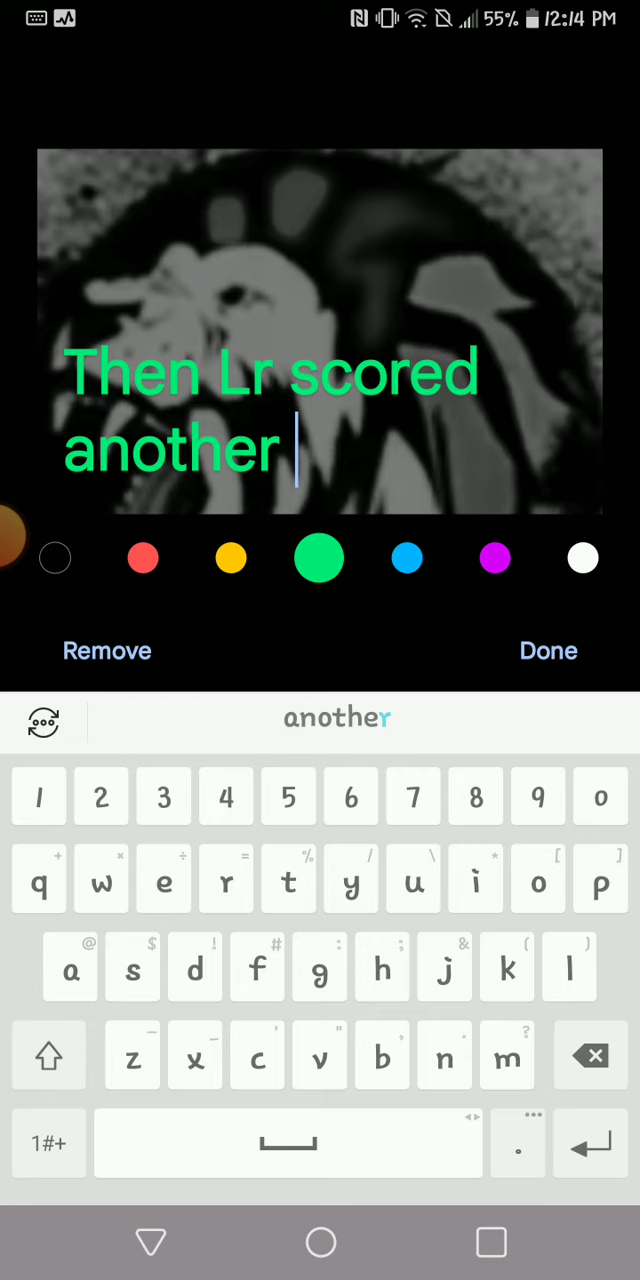 55% 12:14 PM
Then Lr scored
another
Remove
Done
another
1 2 3 4 5 6 7 8 9 0
+ × ÷ = % / \ * [ ]
q w e r t y u i o p
@ $ ! # : ; & ( )
a s d f g h j k l
— _ ' " , . ?
z x c v b n m
1#+ .